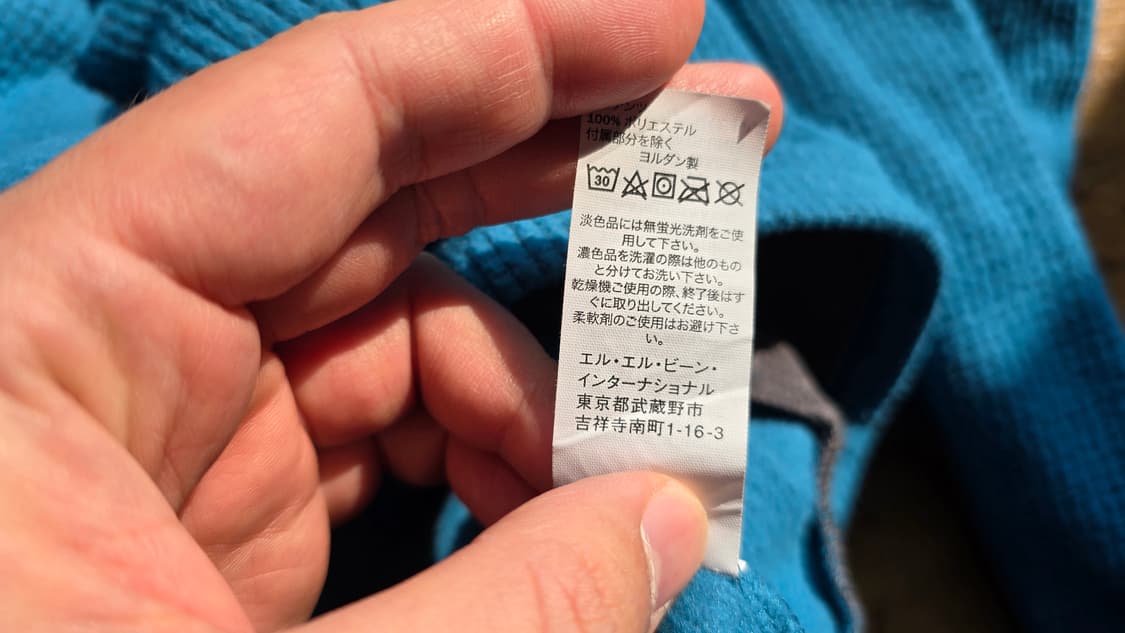 100% ポリエステル
付属部分を除く
ヨルダン製
30
淡色品には無蛍光洗剤をご使
用して下さい。
濃色品を洗濯の際は他のもの
と分けてお洗い下さい。
乾燥機ご使用の際、終了後はす
ぐに取り出してください。
柔軟剤のご使用はお避け下さ
い。
エル・エル・ビーン・
インターナショナル
東京都武蔵野市
吉祥寺南町1-16-3